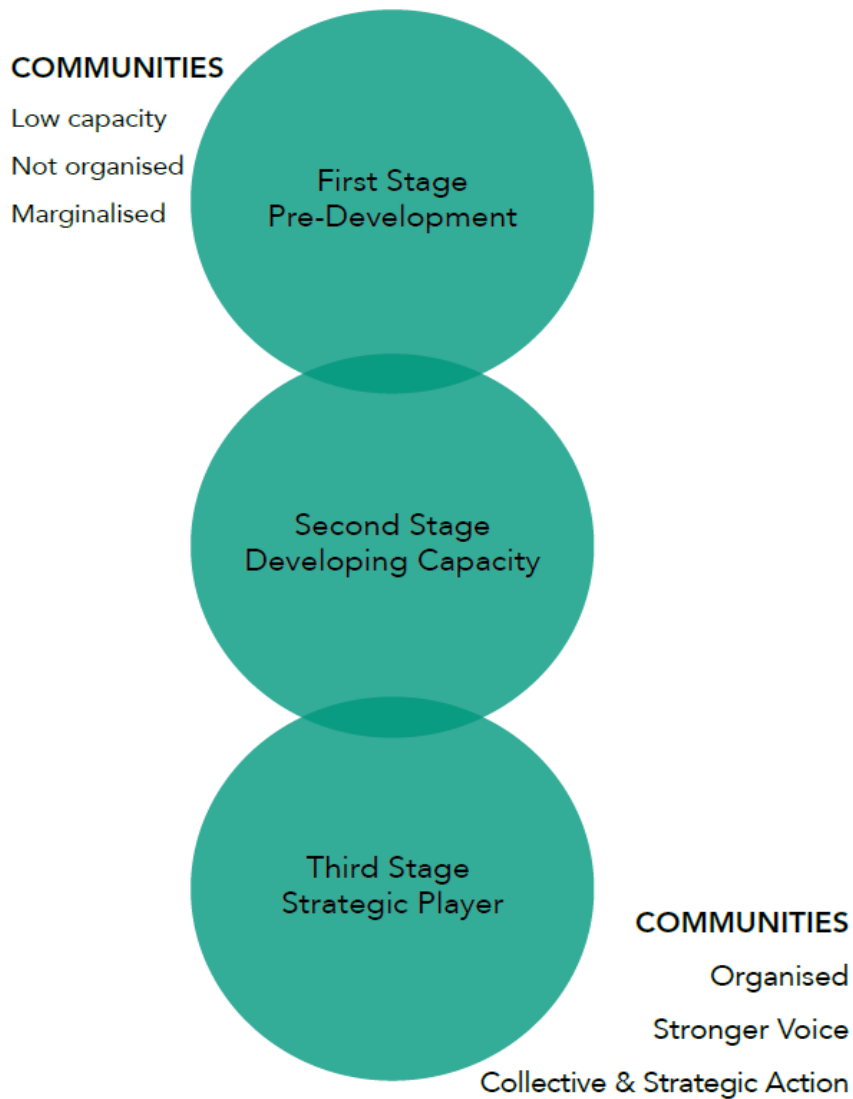 COMMUNITIES
Low capacity
Not organised
Marginalised
First Stage
Pre-Development
Second Stage
Developing Capacity
Third Stage
Strategic Player
COMMUNITIES
Organised
Stronger Voice
Collective & Strategic Action